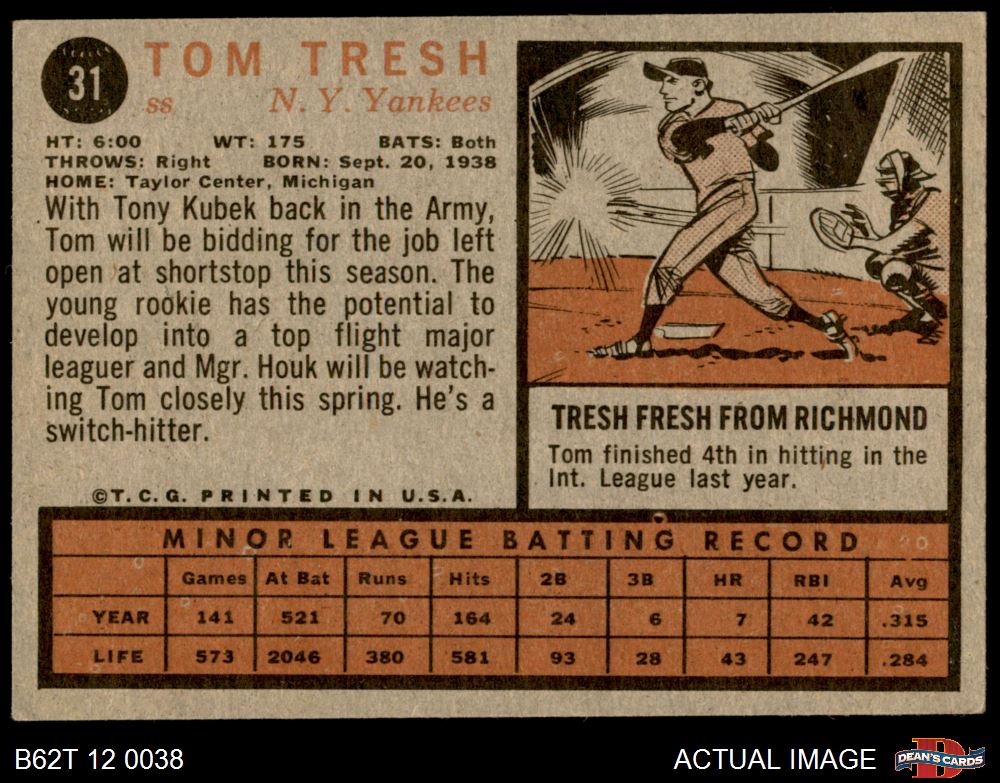 31
TOM TRESH
ss N. Y. Yankees
HT: 6:00 WT: 175 BATS: Both
THROWS: Right BORN: Sept. 20, 1938
HOME: Taylor Center, Michigan
With Tony Kubek back in the Army,
Tom will be bidding for the job left
open at shortstop this season. The
young rookie has the potential to
develop into a top flight major
leaguer and Mgr. Houk will be watch-
ing Tom closely this spring. He's a
switch-hitter.
©T.C.G. PRINTED IN U.S.A.
TRESH FRESH FROM RICHMOND
Tom finished 4th in hitting in the
Int. League last year.
MINOR LEAGUE BATTING RECORD
Games At Bat Runs Hits 2B 3B HR RBI Avg
YEAR 141 521 70 164 24 6 7 42 .315
LIFE 573 2046 380 581 93 28 43 247 .284
B62T 12 0038
ACTUAL IMAGE
D
DEAN'S CARDS